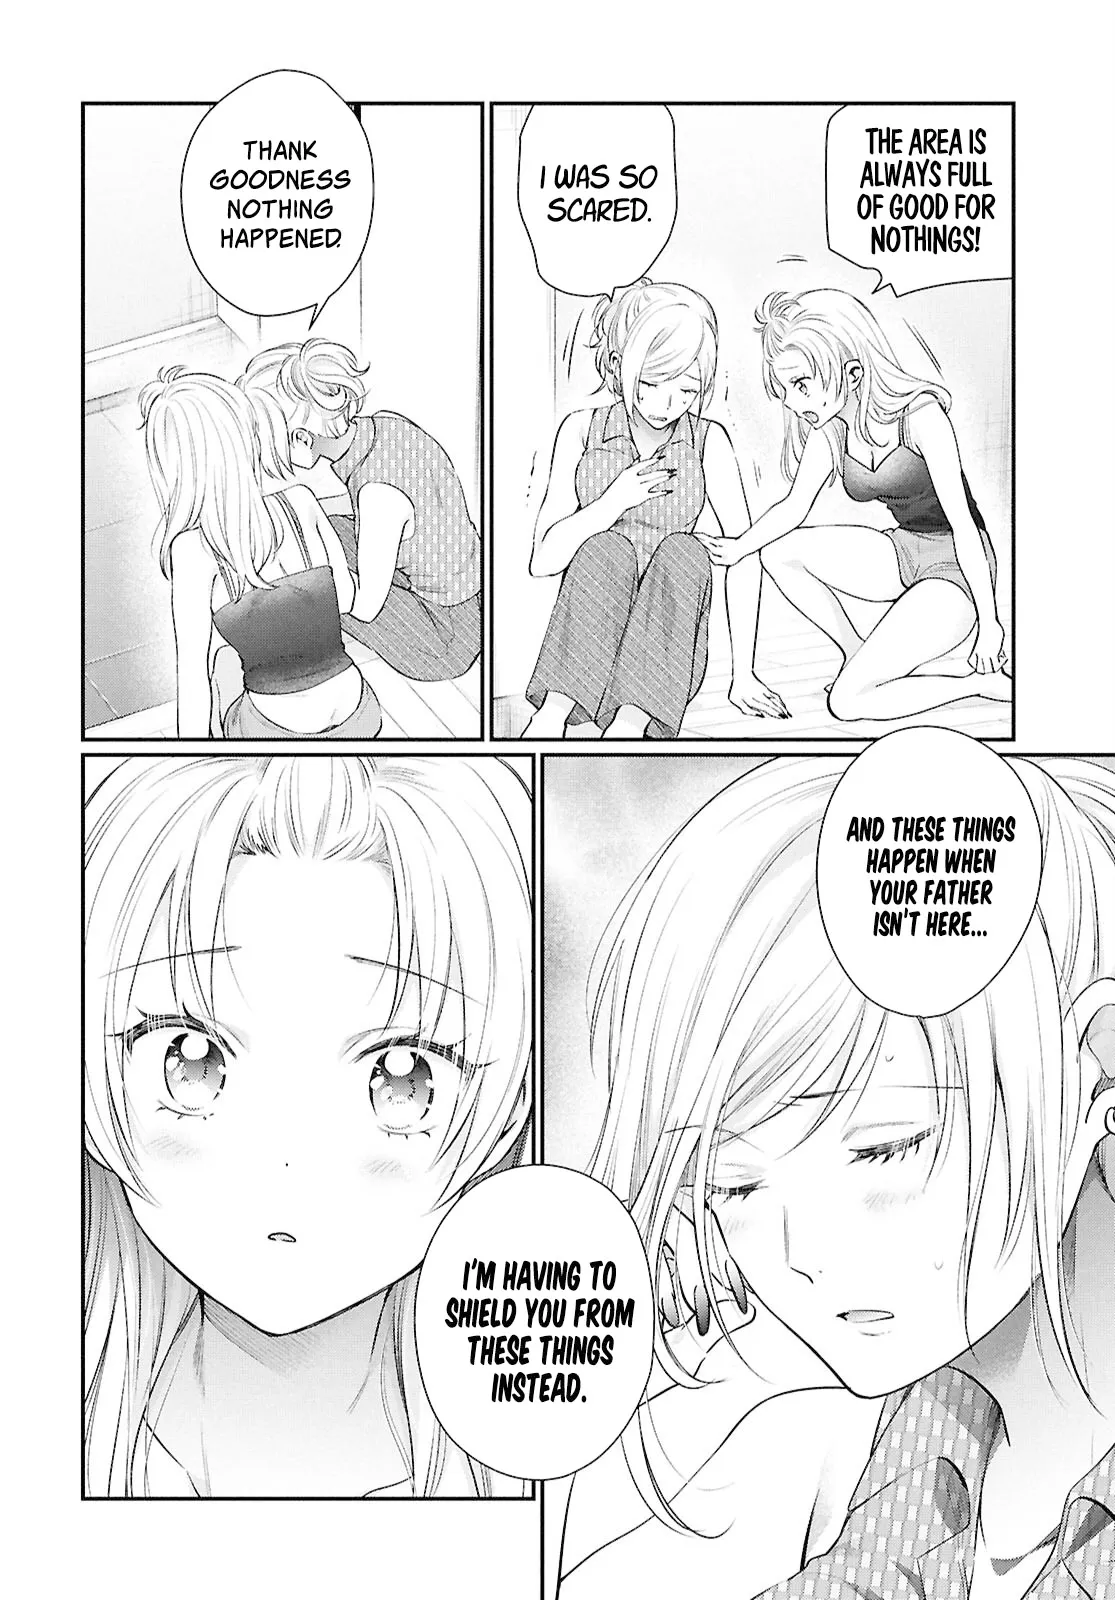 THE AREA IS
ALWAYS FULL
OF GOOD FOR
NOTHINGS!
I WAS SO
SCARED.
THANK
GOODNESS
NOTHING
HAPPENED.
AND THESE THINGS
HAPPEN WHEN
YOUR FATHER
ISN'T HERE...
I'M HAVING TO
SHIELD YOU FROM
THESE THINGS
INSTEAD.